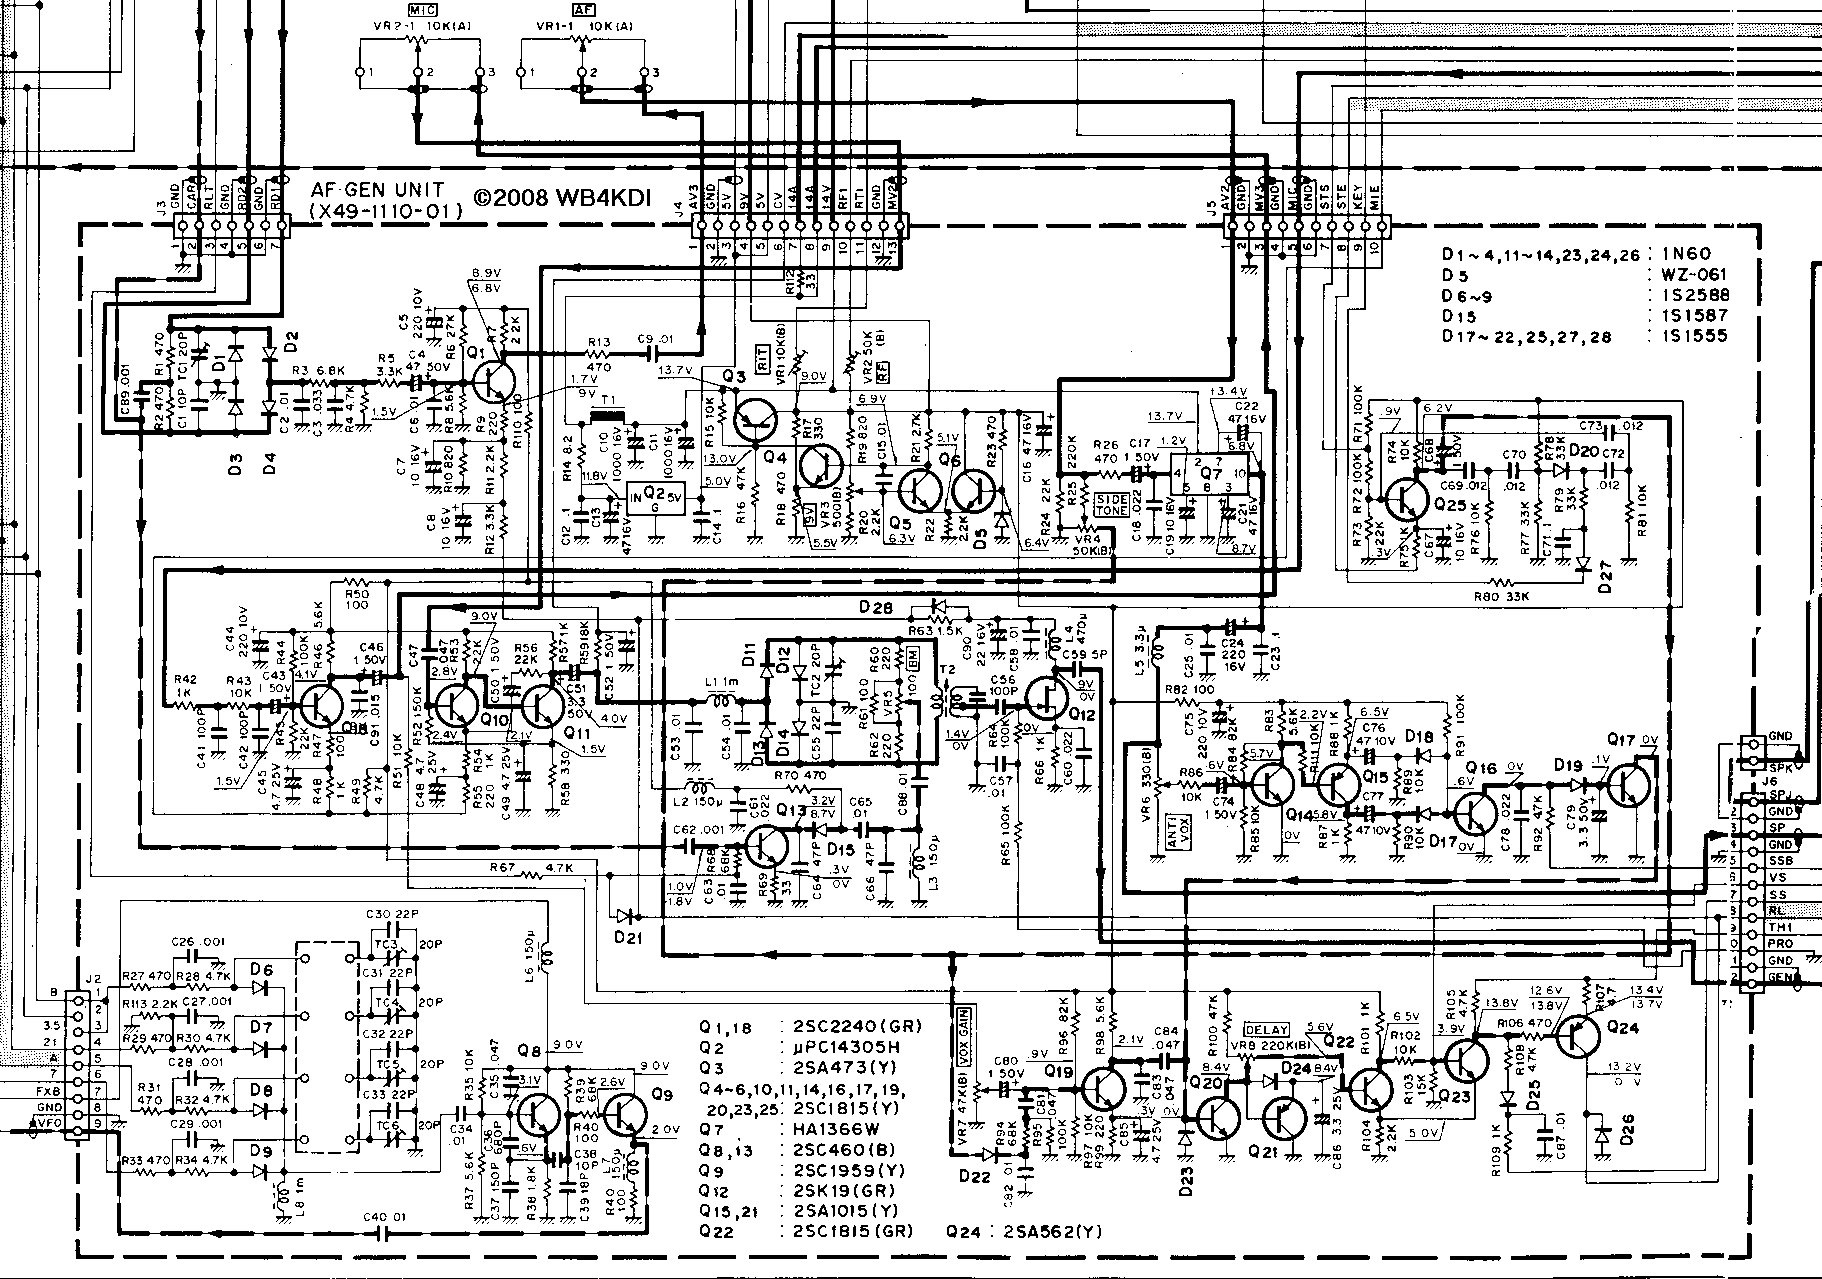 MIC
VR2-1 10K(A)
AF
VR1-1 10K(A)
1 2 3
1 2 3
AF GEN UNIT
(X49-1110-01)
©2008 WB4KDI
J3
GND
CAR
RLT
GND
RD2
GND
RD1
1 2 3 4 5 6 7
J4
AV3
GND
5V
9V
5V
CV
14A
14A
14V
RF1
RT1
GND
MV2
1 2 3 4 5 6 7 8 9 10 11 12 13
J5
AV2
GND
MV3
GND
MIC
GND
STS
STE
KEY
MIE
1 2 3 4 5 6 7 8 9 10
D1~4,11~14,23,24,26 : 1N60
D5 : WZ-061
D6~9 : 1S2588
D15 : 1S1587
D17~22,25,27,28 : 1S1555
8.9V
6.8V
C5
220 10V
R6 27K
R7
2.2K
Q1
R13
470
C9 .01
R112
33
RIT
VR1 10K(B)
VR2 50K
(B)
RF
C89 .001
R1 470
R2 470
TC1 20P
C1 10P
D1
D2
D3
D4
R3 6.8K
C2 .01
C3 .033
R4 4.7K
R5
3.3K
C4
47 50V
1.5V
C6 .01
R8 5.6K
R9
220
R110 100
1.7V
9V
C7
10 16V
R10 820
R11 2.2K
C8
10 16V
R12 3.3K
T1
R14 8.2
C10
1000 16V
C11
1000 16V
11.8V
C12 .1
C13
47 16V
IN Q2 5V
G
C14 .1
5.0V
13.7V
Q3
R15 10K
13.0V
R16 47K
Q4
R17
330
R18 470
9V
VR3
500(B)
5.5V
9.0V
6.9V
R19 820
C15 .01
R20
2.2K
Q5
6.3V
R21 2.7K
5.1V
Q6
R22
2.2K
R23 470
D5
6.4V
C16 47 16V
R24 22K
R25
220K
R26
470
C17
1 50V
SIDE
TONE
VR4
50K(B)
C18 .022
C19 10 16V
Q7
13.7V
13.4V
1.2V
C22
47 16V
6.8V
C21
47 16V
8.7V
R71 100K
R72 100K
R73
22K
.9V
R74
10K
6.2V
C68
1 50V
Q25
.3V
R75 1K
C67
10 16V
C69 .012
R76 10K
C70
.012
R77 33K
R78
33K
C71 .1
R79
33K
D20
C72
.012
C73 .012
R81 10K
D27
R80 33K
R50
100
R42
1K
R43
10K
C41 100P
C42 100P
C43
1 50V
C44
220 10V
R44
100K
R46
5.6K
4.1V
C46
1 50V
R45
22K
R47
100
C91 .015
1.5V
C45
4.7 25V
R48
1K
R49
4.7K
R51 10K
C47
.047
R53
22K
9.0V
2.8V
R52 150K
Q10
2.4V
C48 4.7
25V
R54
1K
R55
220
C50 1 50V
2.1V
C49 4.7 25V
R56
22K
R57 1K
Q11
R58 330
1.5V
4.0V
C51
3.3
50V
R59 18K
C52 1 50V
D28
R63 1.5K
L1 1m
C53 .01
C54 .01
D11
D12
D13
D14
TC2 20P
C55 22P
R60
220
R61 100
R62
220
BM
VR5
100
T2
R70 470
C88 .01
L2 150µ
C61
.022
C90
22 16V
C58 .01
L4
470µ
C59 5P
C56
100P
R64
100K
C57
.01
1.4V
0V
Q12
.9V
0V
R66 1K
C60 .022
R65 100K
Q13
3.2V
8.7V
D15
C65
.01
C62 .001
R68
68K
1.0V
1.8V
C63
.01
R69
33
C64 47P
.3V
0V
C66 47P
L3 150µ
R67 4.7K
D21
L5 3.3µ
C25 .01
C24
220
16V
C23 .1
R82 100
C75
220 10V
VR6 330(B)
ANTI
VOX
R86
10K
.6V
C74
1 50V
R84
82K
R85 10K
R83
5.6K
5.7V
Q14
.0V
R111 10K
2.2V
R88 1K
5.8V
R87
1K
Q15
6.5V
C76
47 10V
C77
47 10V
R89
10K
R90
10K
D18
D17
R91 100K
.6V
Q16
0V
0V
C78 .022
R92 47K
D19
C79
3.3 50V
.1V
Q17
.0V
GND
SPK
J6
SPJ
GND
SP
GND
SSB
VS
SS
RL
TM1
PRO
GND
GEN
J2
B
3.5
21
A
7
FXB
GND
VFO
1 2 3 4 5 6 7 8 9
R27 470
C26 .001
R28 4.7K
D6
R113 2.2K
C27 .001
R29 470
R30 4.7K
D7
C28 .001
R31
470
R32 4.7K
D8
C29 .001
R33 470
R34 4.7K
D9
C30 22P
TC3
20P
C31 22P
TC4
20P
C32 22P
TC5
20P
C33 22P
TC6
20P
L8 1m
C40 .01
L6 150µ
C34
.01
R35 10K
C35 .047
3.1V
Q8
9.0V
C36
680P
.6V
R37 5.6K
C37 150P
R38 1.8K
C38
10P
C39 18P
R39
68K
R40
100
2.6V
Q9
9.0V
2.0V
L7
150µ
R40
100
Q1,18 : 2SC2240(GR)
Q2 : µPC14305H
Q3 : 2SA473(Y)
Q4~6,10,11,14,16,17,19,
20,23,25 : 2SC1815(Y)
Q7 : HA1366W
Q8,13 : 2SC460(B)
Q9 : 2SC1959(Y)
Q12 : 2SK19(GR)
Q15,21 : 2SA1015(Y)
Q22 : 2SC1815(GR) Q24 : 2SA562(Y)
VOX GAIN
VR7 47K(B)
C80
1 50V
.9V
D22
R94
68K
C81
.047
R95
100K
C82 .01
R96 82K
R97 10K
Q19
R98 5.6K
R99 220
2.1V
C83
.047
C84
.047
C85
4.7 25V
.3V
.0V
D23
Q20
R100 47K
8.4V
DELAY
VR8 220K(B)
D24
Q21
C86 3.3 25V
5.6V
8.4V
Q22
R101 1K
6.5V
R102
10K
R103
15K
R104
2.2K
5.0V
3.9V
Q23
R105
4.7K
13.8V
12.6V
13.8V
R106 470
R108
4.7K
D25
R109 1K
C87 .01
R107
13.4V
13.7V
Q24
13.2V
0 V
D26